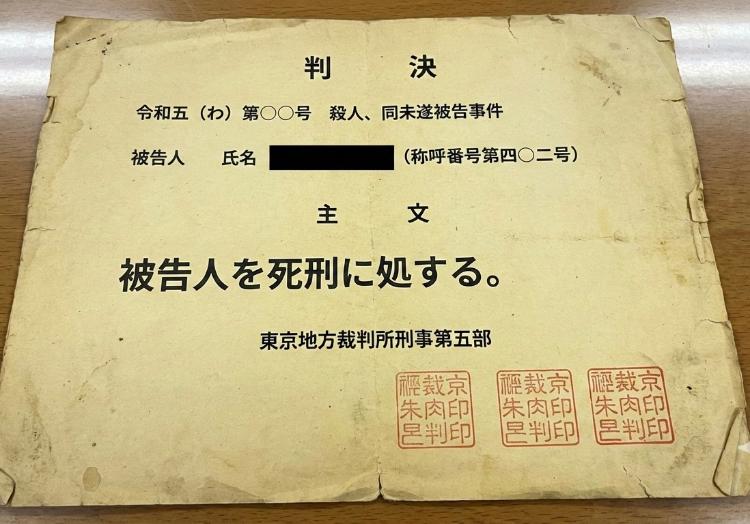 判 決
令和五(わ)第〇〇号 殺人、同未遂被告事件
被告人 氏名 (称呼番号第四〇二号)
主 文
被告人を死刑に処する。
東京地方裁判所刑事第五部